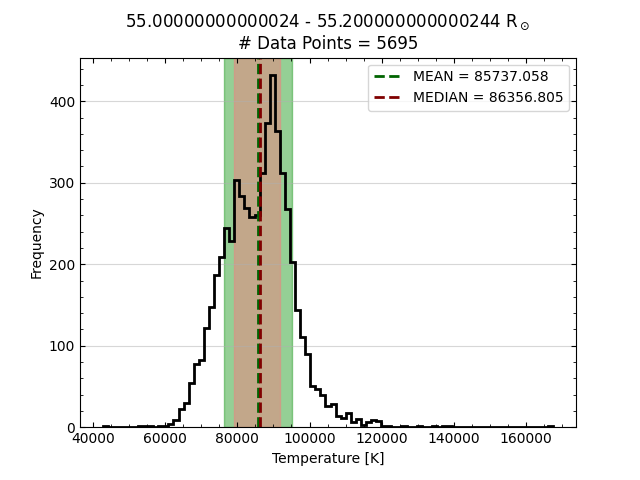 55.00000000000024 - 55.200000000000244 R⊙
# Data Points = 5695
MEAN = 85737.058
MEDIAN = 86356.805
Frequency
400
300
200
100
0
40000 60000 80000 100000 120000 140000 160000
Temperature [K]